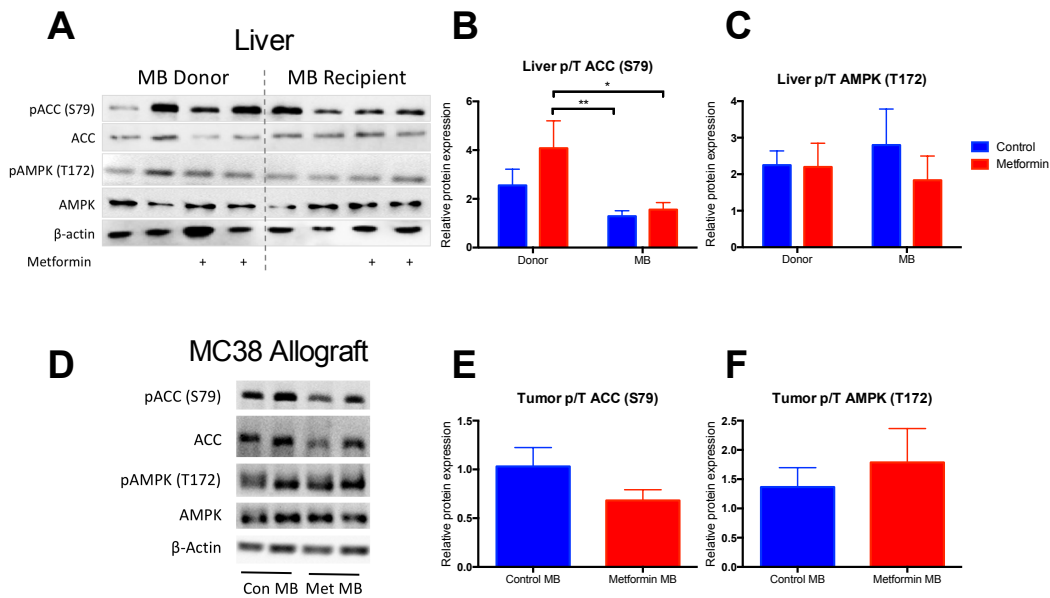 A
Liver
MB Donor
MB Recipient
pACC (S79)
ACC
pAMPK (T172)
AMPK
β-actin
Metformin + + + +
B
Liver p/T ACC (S79)
Relative protein expression
6
4
2
0
**
*
Donor MB
C
Liver p/T AMPK (T172)
Relative protein expression
4
3
2
1
0
Donor MB
Control
Metformin
D
MC38 Allograft
pACC (S79)
ACC
pAMPK (T172)
AMPK
β-Actin
Con MB Met MB
E
Tumor p/T ACC (S79)
Relative protein expression
1.5
1.0
0.5
0.0
Control MB Metformin MB
F
Tumor p/T AMPK (T172)
Relative protein expression
2.5
2.0
1.5
1.0
0.5
0.0
Control MB Metformin MB